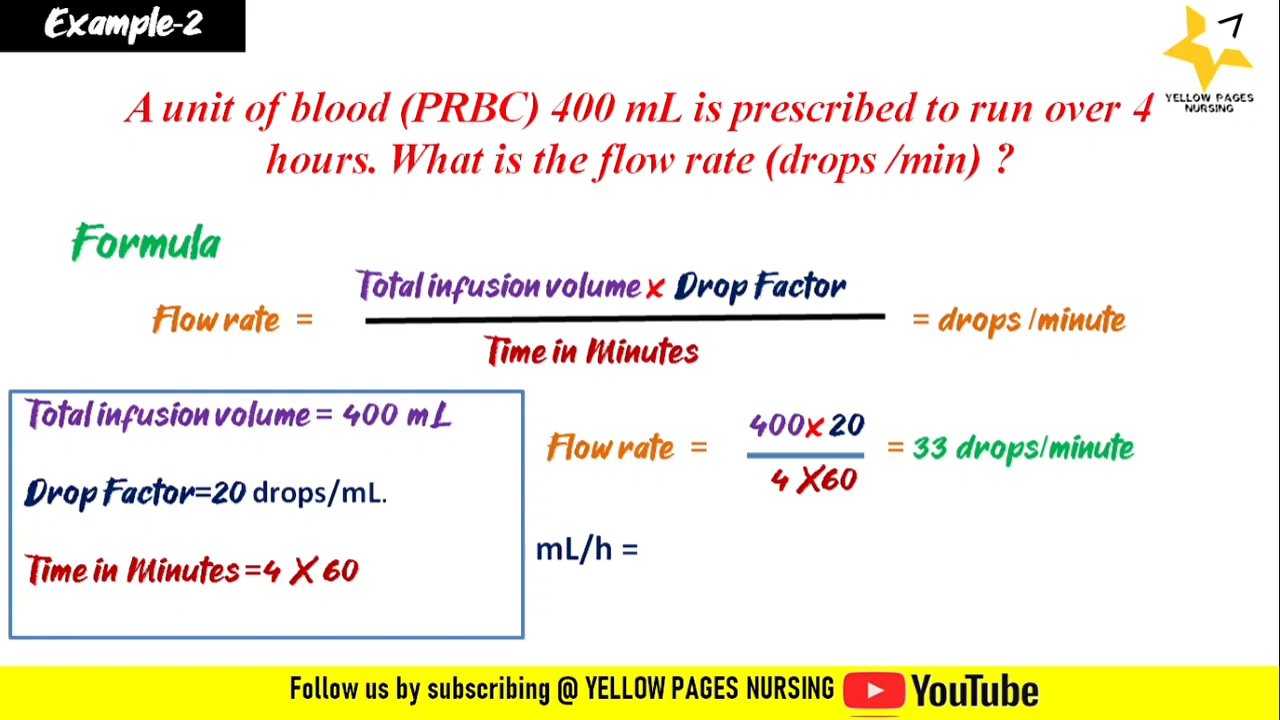 Example-2
YELLOW PAGES
NURSING
A unit of blood (PRBC) 400 mL is prescribed to run over 4
hours. What is the flow rate (drops /min) ?
Formula
Total infusion volume x Drop Factor
Flow rate = = drops /minute
Time in Minutes
Total infusion volume = 400 mL
Drop Factor=20 drops/mL.
Time in Minutes=4 X 60
400x 20
Flow rate = = 33 drops/minute
4 X60
mL/h =
Follow us by subscribing @ YELLOW PAGES NURSING YouTube